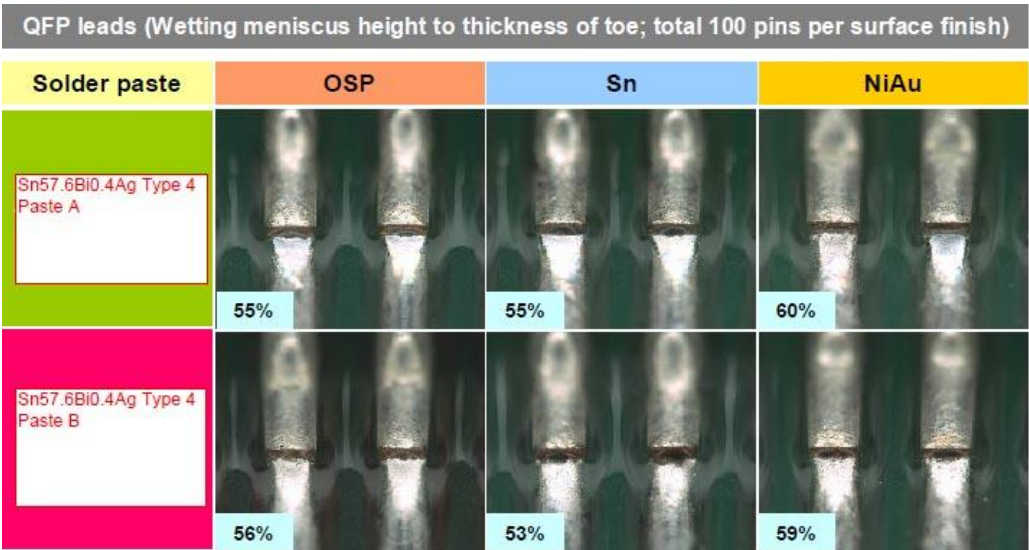 QFP leads (Wetting meniscus height to thickness of toe; total 100 pins per surface finish)
Solder paste OSP Sn NiAu
Sn57.6Bi0.4Ag Type 4
Paste A
55% 55% 60%
Sn57.6Bi0.4Ag Type 4
Paste B
56% 53% 59%